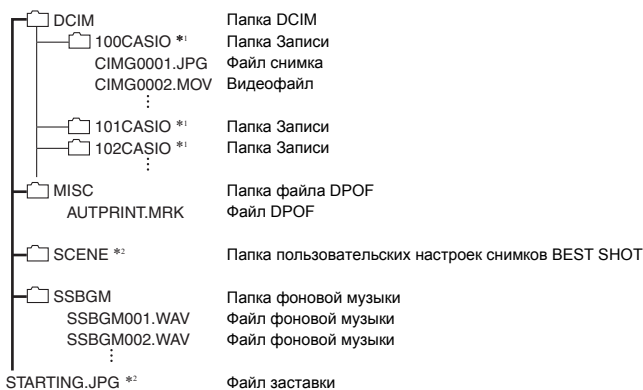 DCIM Папка DCIM
100CASIO *1 Папка Записи
CIMG0001.JPG Файл снимка
CIMG0002.MOV Видеофайл
101CASIO *1 Папка Записи
102CASIO *1 Папка Записи
MISC Папка файла DPOF
AUTPRINT.MRK Файл DPOF
SCENE *2 Папка пользовательских настроек снимков BEST SHOT
SSBGM Папка фоновой музыки
SSBGM001.WAV Файл фоновой музыки
SSBGM002.WAV Файл фоновой музыки
STARTING.JPG *2 Файл заставки